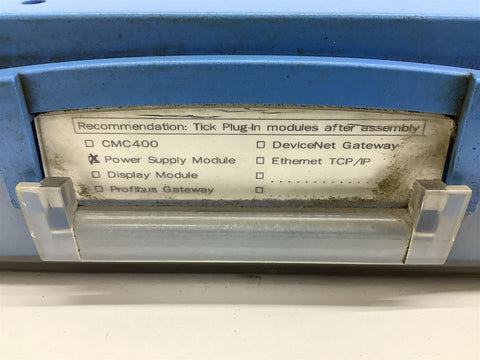 Recommendation: Tick Plug-In modules after assembly
☐ CMC400 ☐ DeviceNet Gateway
☒ Power Supply Module ☐ Ethernet TCP/IP
☐ Display Module ☐ ....................
☐ Profibus Gateway ☐